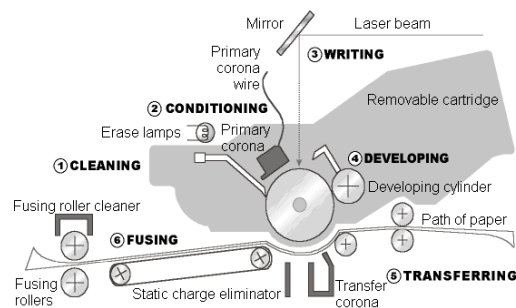 Mirror
Laser beam
Primary
corona
wire
③ WRITING
② CONDITIONING
Removable cartridge
Erase lamps
Primary
corona
① CLEANING
④ DEVELOPING
Developing cylinder
Fusing roller cleaner
Path of paper
⑥ FUSING
Fusing
rollers
Static charge eliminator
Transfer
corona
⑤ TRANSFERRING